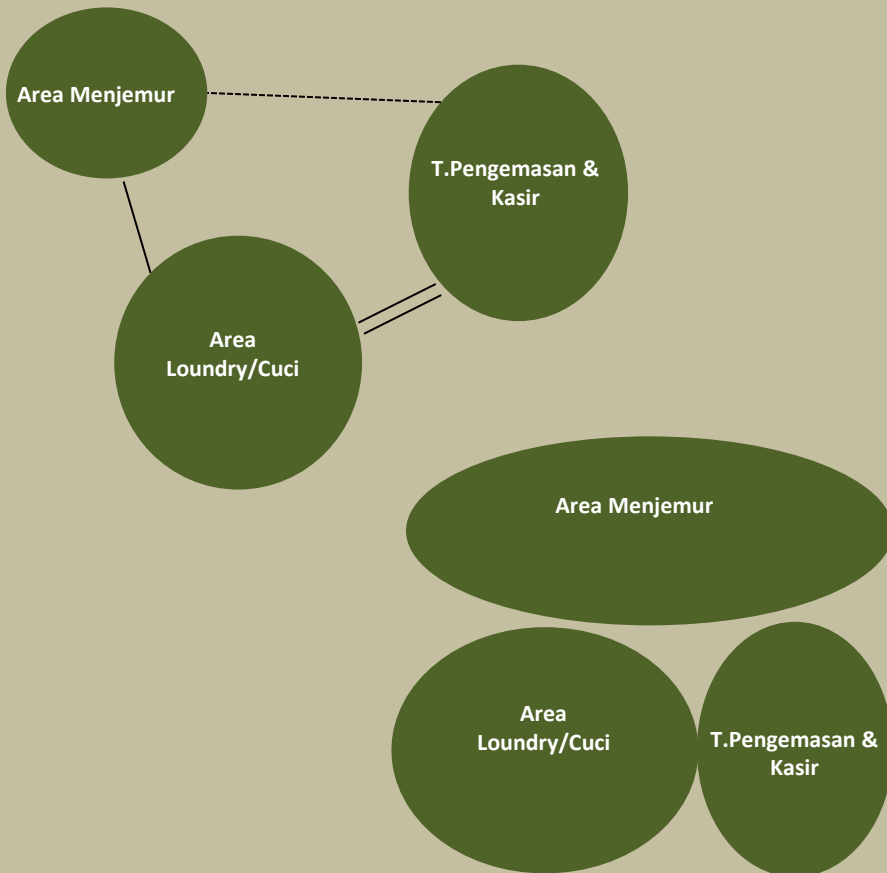 Area Menjemur
T.Pengemasan &
Kasir
Area
Loundry/Cuci
Area Menjemur
Area
Loundry/Cuci
T.Pengemasan &
Kasir